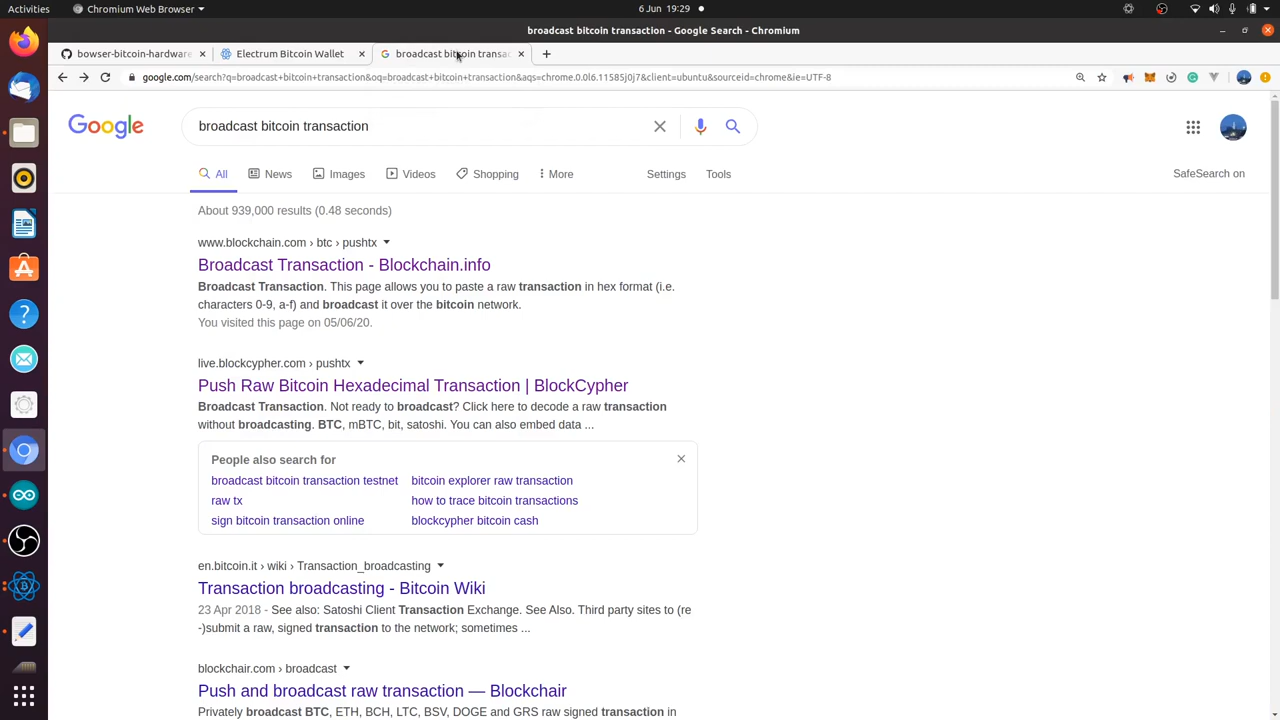 Activities
Chromium Web Browser
6 Jun 19:29
broadcast bitcoin transaction - Google Search - Chromium
bowser-bitcoin-hardware
Electrum Bitcoin Wallet
broadcast bitcoin transac
google.com/search?q=broadcast+bitcoin+transaction&oq=broadcast+bitcoin+transaction&aqs=chrome.0.0l6.11585j0j7&client=ubuntu&sourceid=chrome&ie=UTF-8
Google
broadcast bitcoin transaction
All News Images Videos Shopping More Settings Tools SafeSearch on
About 939,000 results (0.48 seconds)
www.blockchain.com › btc › pushtx
Broadcast Transaction - Blockchain.info
Broadcast Transaction. This page allows you to paste a raw transaction in hex format (i.e.
characters 0-9, a-f) and broadcast it over the bitcoin network.
You visited this page on 05/06/20.
live.blockcypher.com › pushtx
Push Raw Bitcoin Hexadecimal Transaction | BlockCypher
Broadcast Transaction. Not ready to broadcast? Click here to decode a raw transaction
without broadcasting. BTC, mBTC, bit, satoshi. You can also embed data ...
People also search for
broadcast bitcoin transaction testnet bitcoin explorer raw transaction
raw tx how to trace bitcoin transactions
sign bitcoin transaction online blockcypher bitcoin cash
en.bitcoin.it › wiki › Transaction_broadcasting
Transaction broadcasting - Bitcoin Wiki
23 Apr 2018 - See also: Satoshi Client Transaction Exchange. See Also. Third party sites to (re
-)submit a raw, signed transaction to the network; sometimes ...
blockchair.com › broadcast
Push and broadcast raw transaction — Blockchair
Privately broadcast BTC, ETH, BCH, LTC, BSV, DOGE and GRS raw signed transaction in